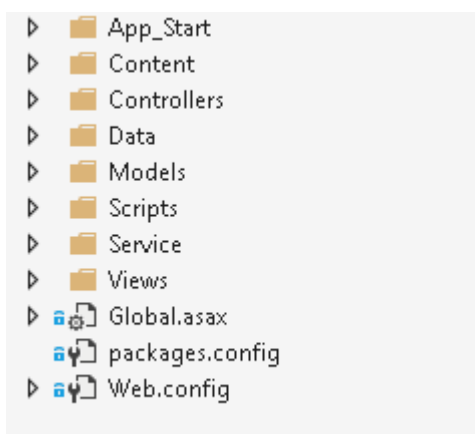 App_Start
Content
Controllers
Data
Models
Scripts
Service
Views
Global.asax
packages.config
Web.config